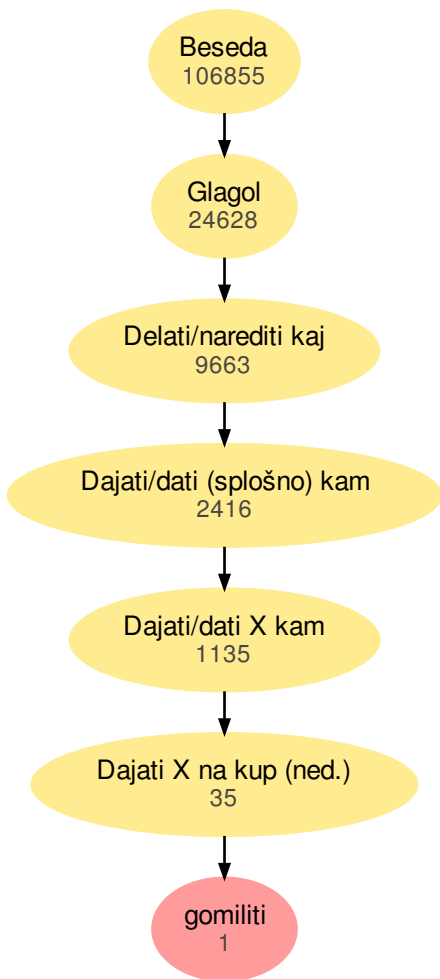 Beseda
106855
Glagol
24628
Delati/narediti kaj
9663
Dajati/dati (splošno) kam
2416
Dajati/dati X kam
1135
Dajati X na kup (ned.)
35
gomiliti
1